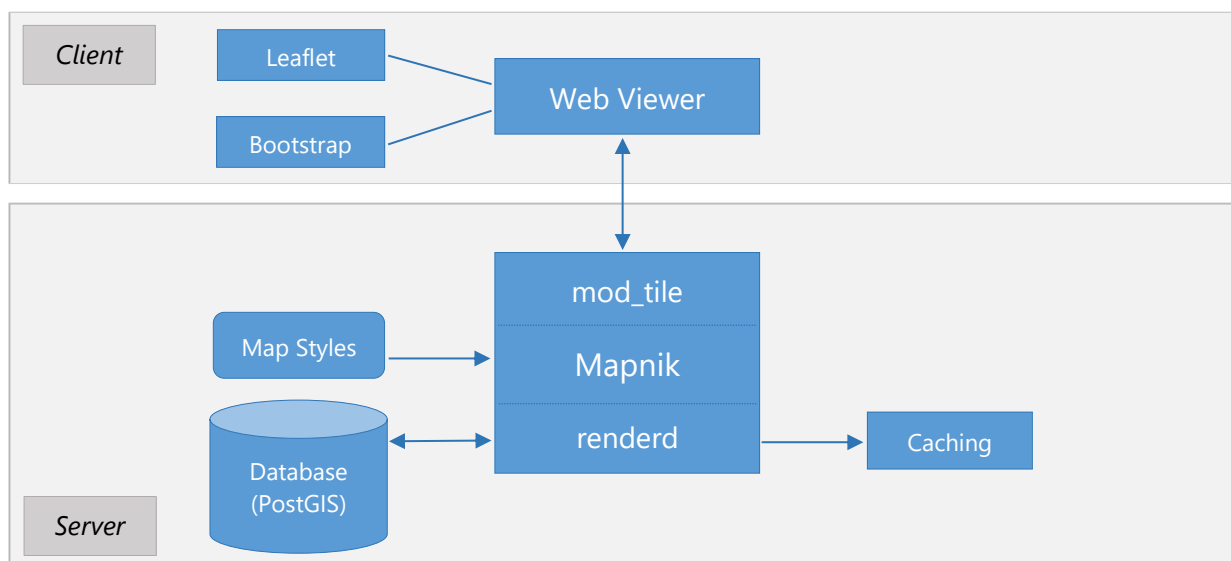 Client
Leaflet
Web Viewer
Bootstrap
mod_tile
Map Styles
Mapnik
renderd
Caching
Database
(PostGIS)
Server